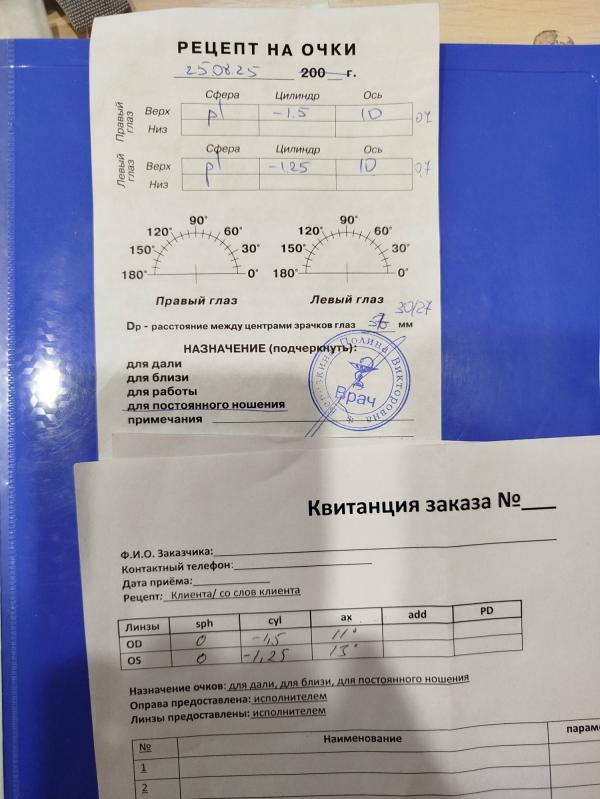 РЕЦЕПТ НА ОЧКИ
25.08.25 200 г.
Сфера Цилиндр Ось
Правый глаз
Верх pl -1.5 10
Низ
Сфера Цилиндр Ось
Левый глаз
Верх pl -1.25 10 0,7
Низ
90° 90°
120° 60° 120° 60°
150° 30° 150° 30°
180° 0° 180° 0°
Правый глаз Левый глаз
30/27
Dр - расстояние между центрами зрачков глаз мм
НАЗНАЧЕНИЕ (подчеркнуть):
для дали
для близи
для работы
для постоянного ношения
примечания
Полина Викторовна
Врач
Квитанция заказа №
Ф.И.О. Заказчика:
Контактный телефон:
Дата приёма:
Рецепт: Клиента/ со слов клиента
Линзы sph cyl ax add PD
OD 0 -1,5 11°
OS 0 -1,25 13°
Назначение очков: для дали, для близи, для постоянного ношения
Оправа предоставлена: исполнителем
Линзы предоставлены: исполнителем
№ Наименование парам
1
2